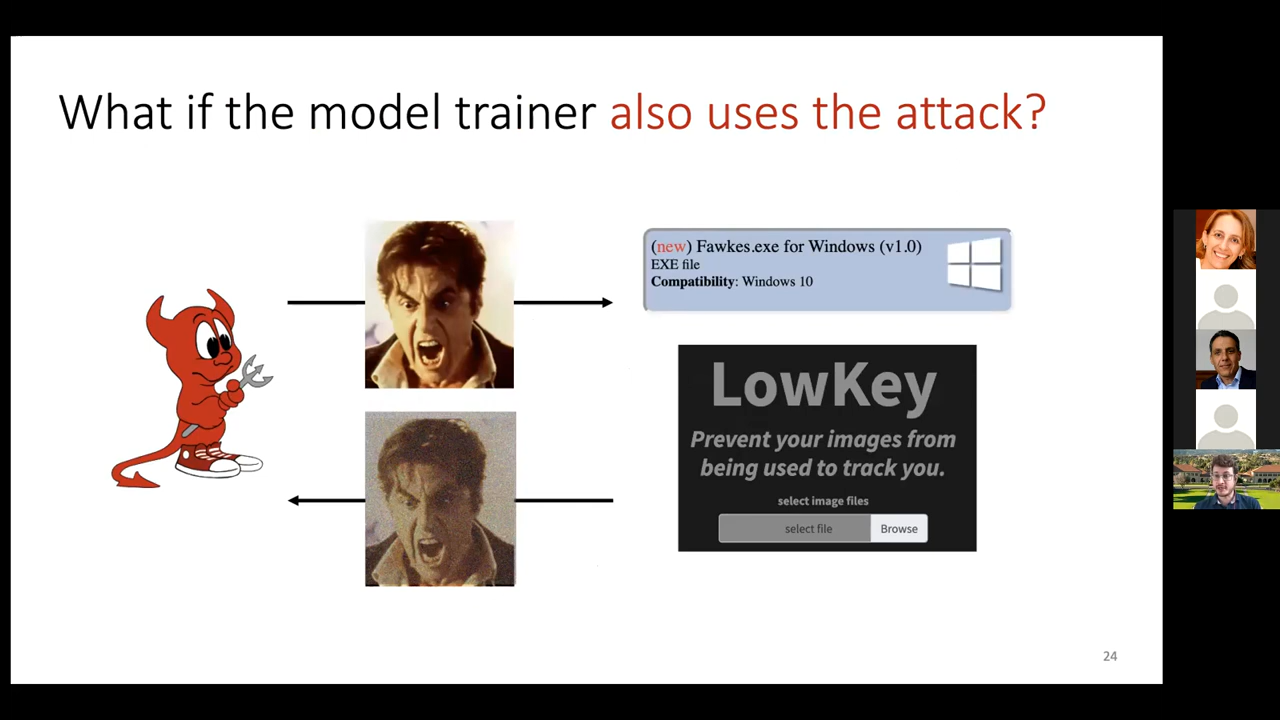 What if the model trainer also uses the attack?
(new) Fawkes.exe for Windows (v1.0)
EXE file
Compatibility: Windows 10
LowKey
Prevent your images from
being used to track you.
select image files
select file Browse
24